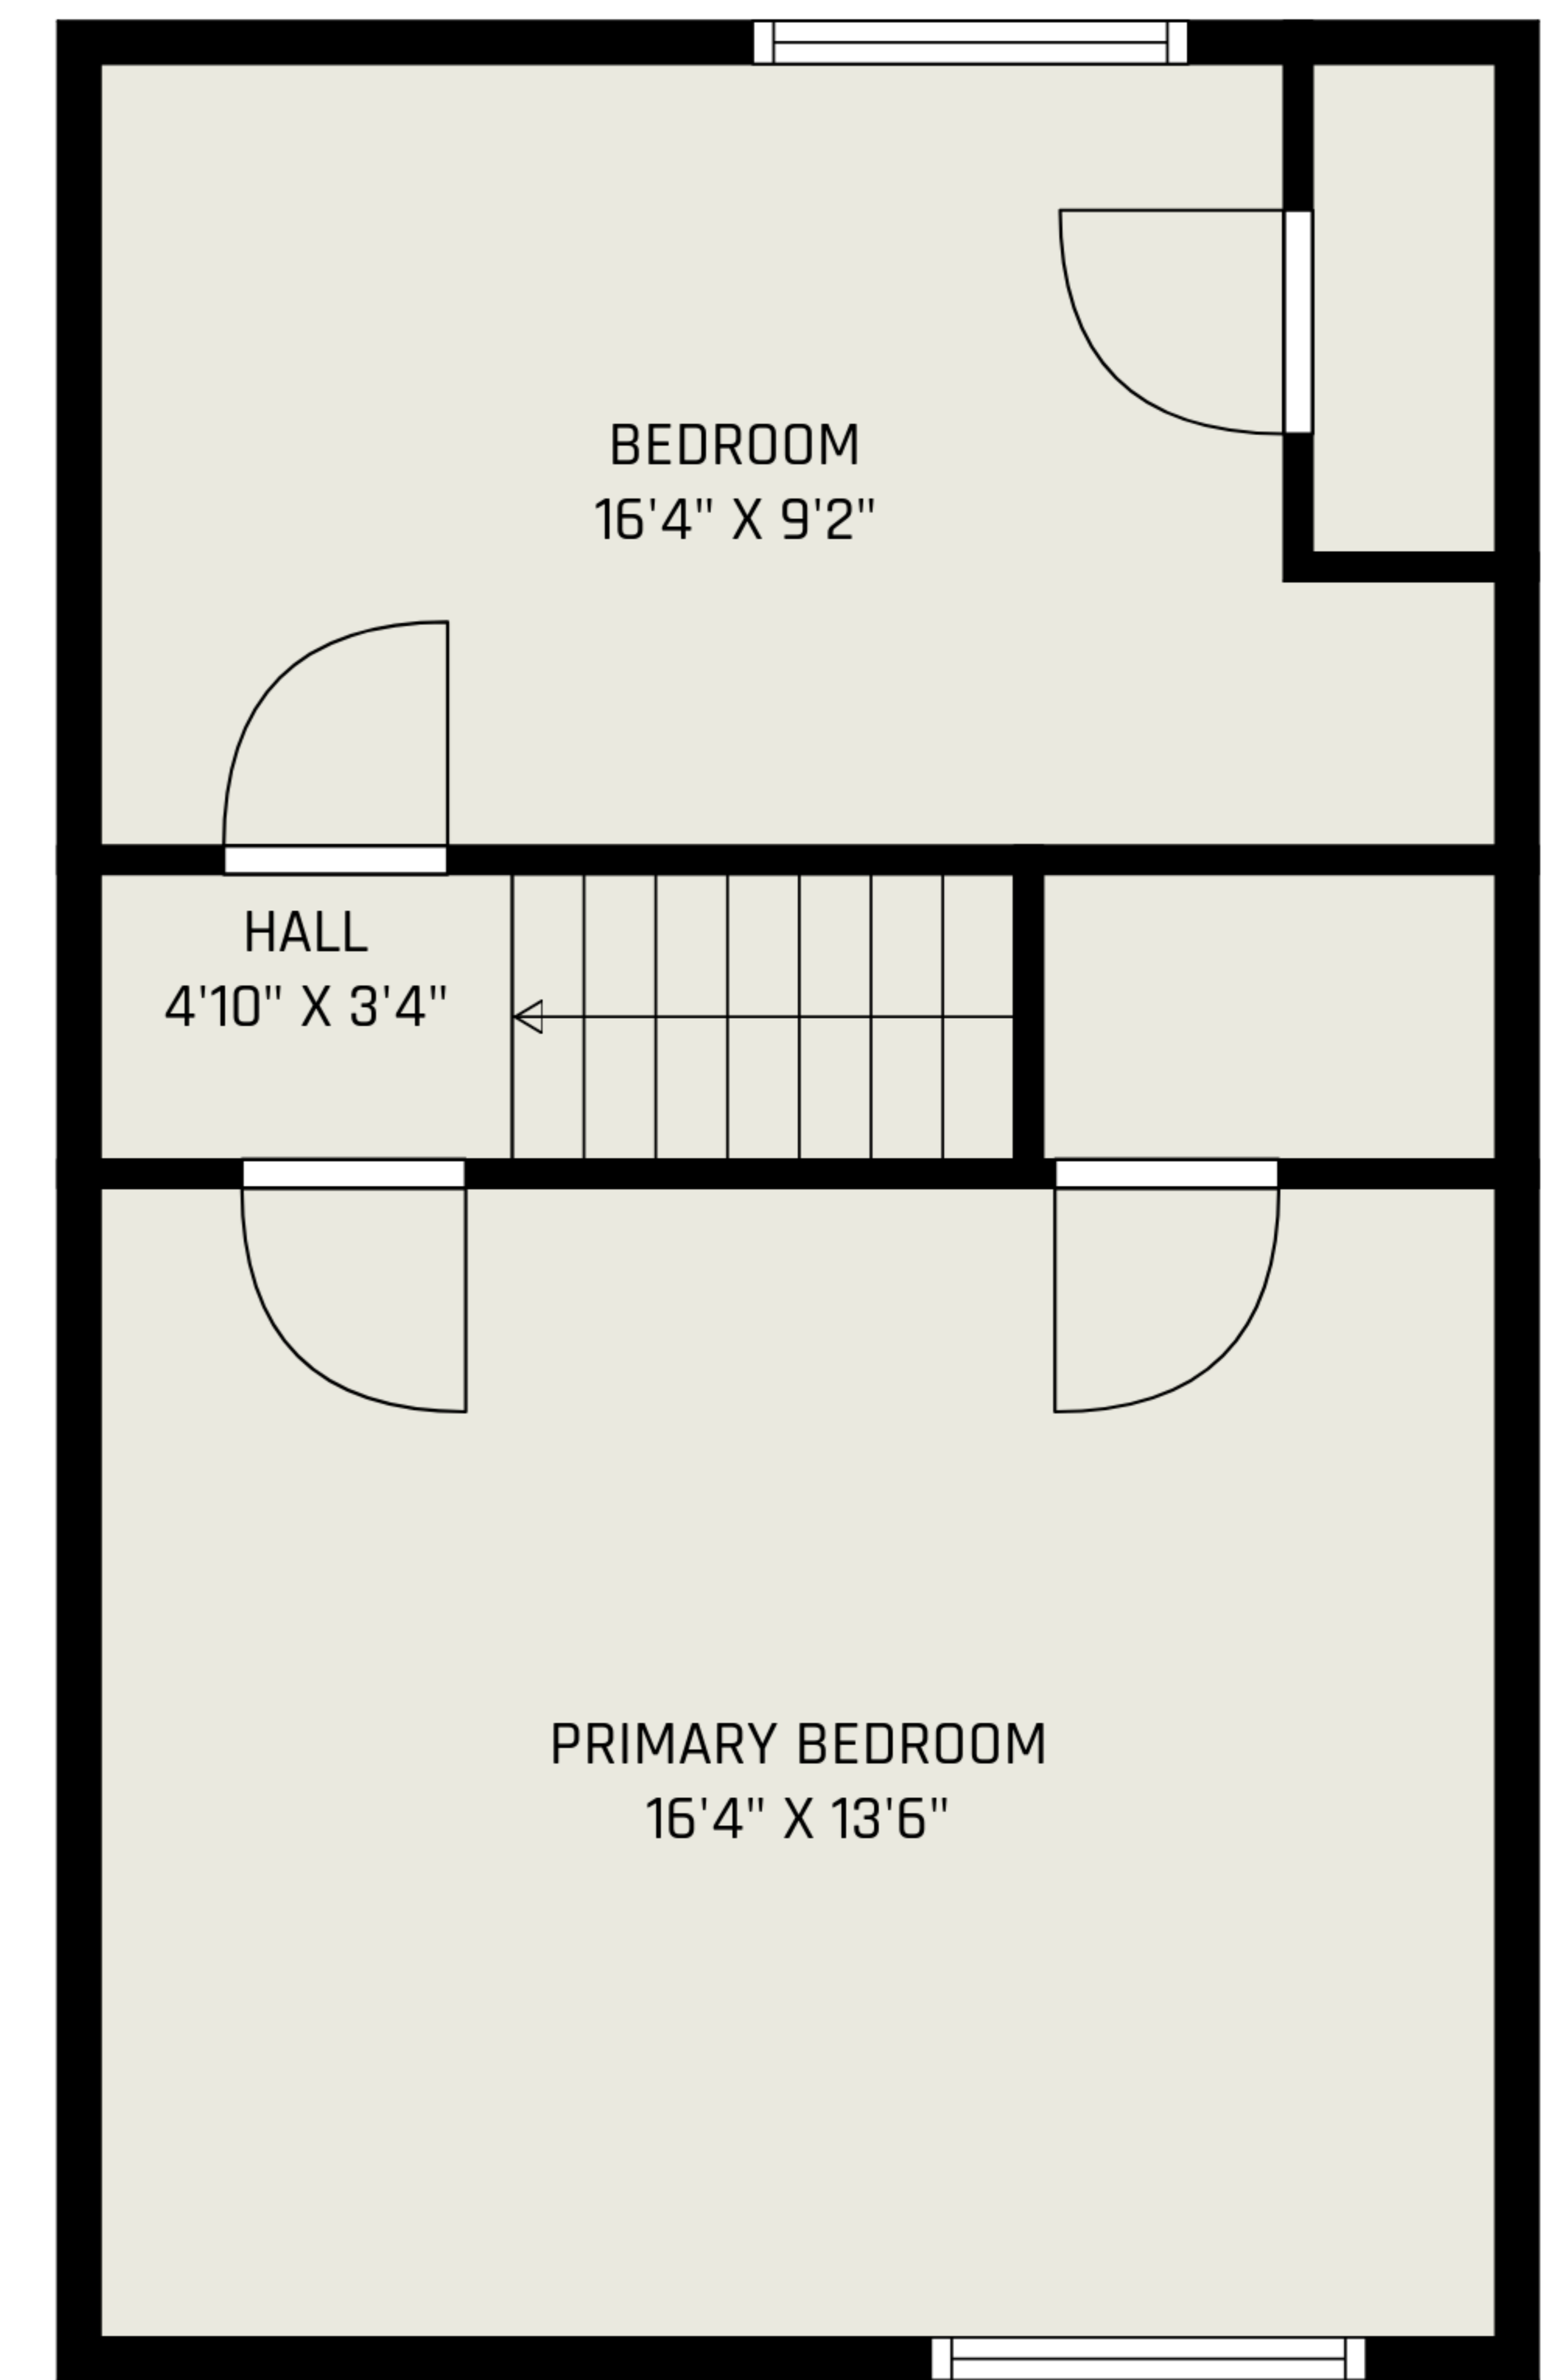 BEDROOM
16'4" X 9'2"
HALL
4'10" X 3'4"
PRIMARY BEDROOM
16'4" X 13'6"